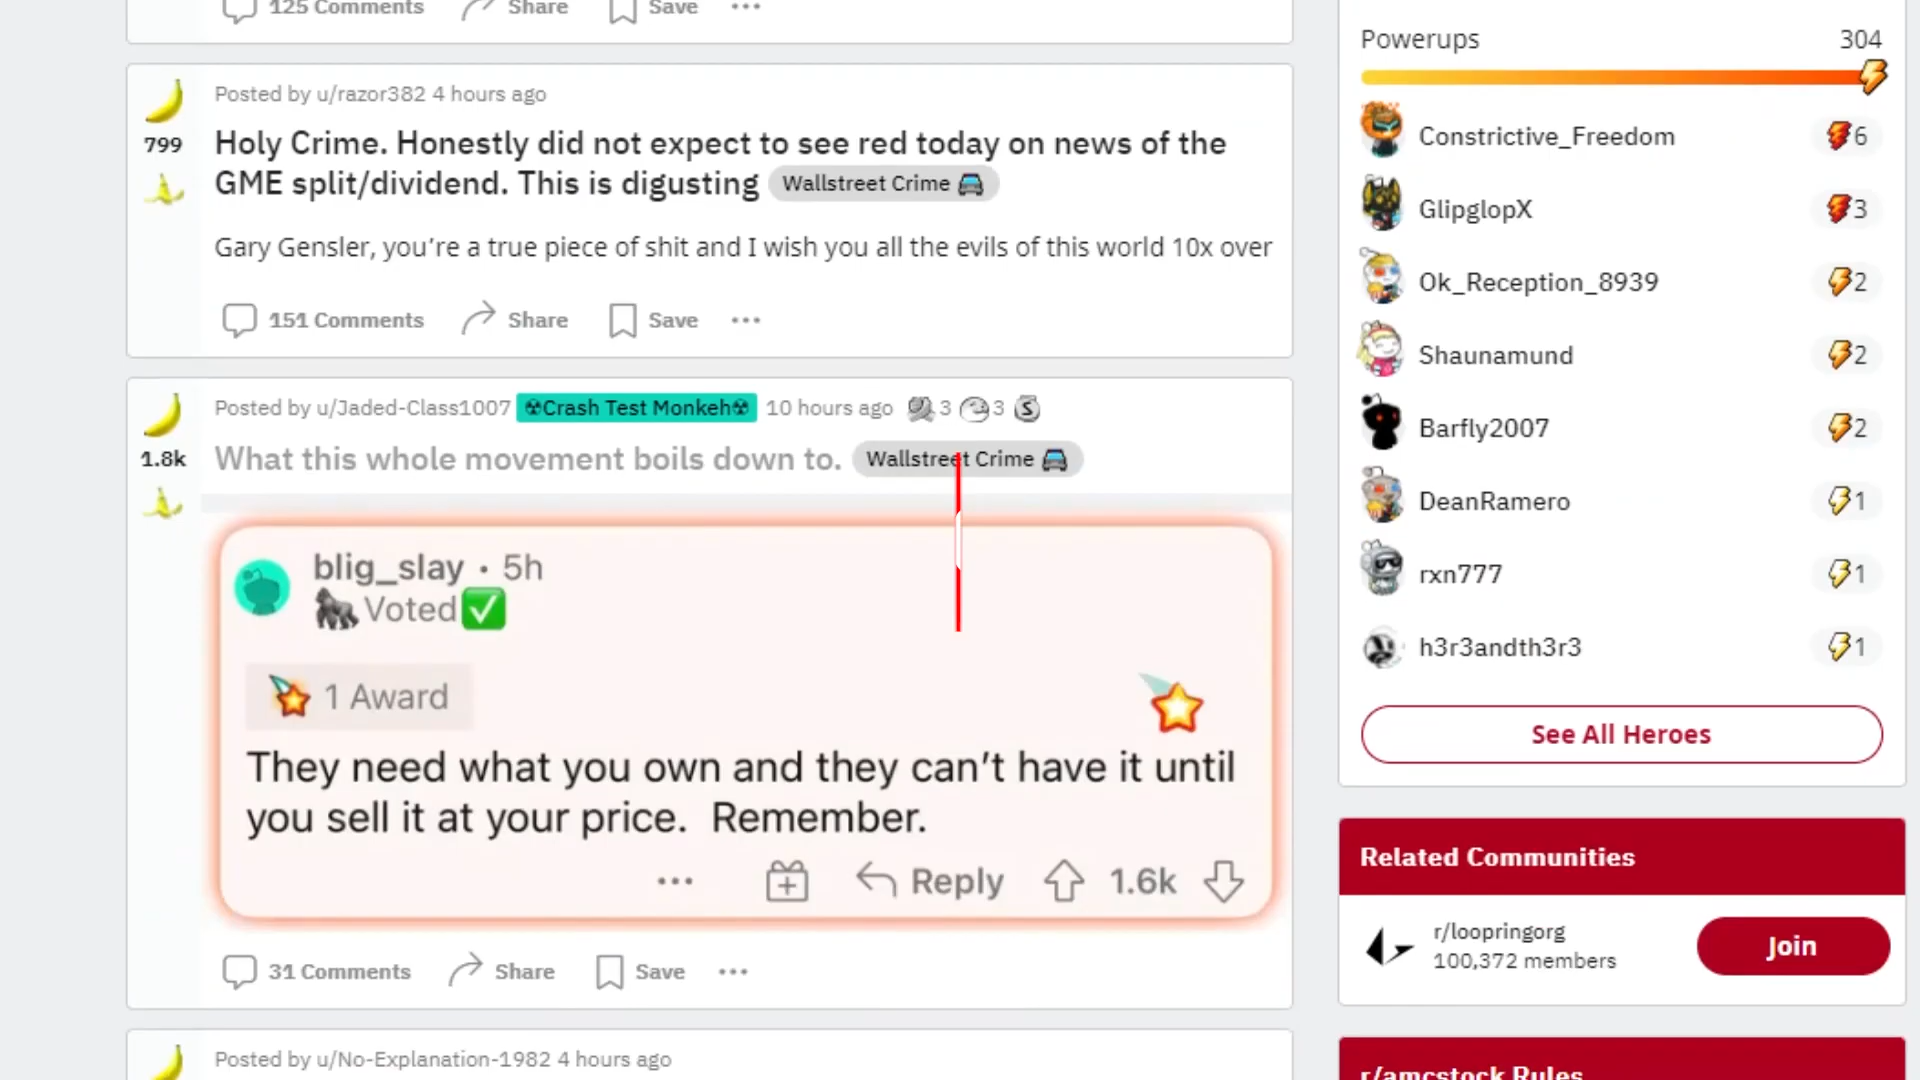 125 Comments Share Save
Posted by u/razor382 4 hours ago
799
Holy Crime. Honestly did not expect to see red today on news of the
GME split/dividend. This is digusting Wallstreet Crime
Gary Gensler, you're a true piece of shit and I wish you all the evils of this world 10x over
151 Comments Share Save
Posted by u/Jaded-Class1007 ☢Crash Test Monkeh☢ 10 hours ago 3 3 S
1.8k
What this whole movement boils down to. Wallstreet Crime
blig_slay • 5h
Voted
1 Award
They need what you own and they can't have it until
you sell it at your price. Remember.
Reply 1.6k
31 Comments Share Save
Posted by u/No-Explanation-1982 4 hours ago
Powerups 304
Constrictive_Freedom 6
GlipglopX 3
Ok_Reception_8939 2
Shaunamund 2
Barfly2007 2
DeanRamero 1
rxn777 1
h3r3andth3r3 1
See All Heroes
Related Communities
r/loopringorg
100,372 members
Join
r/amcstock Rules